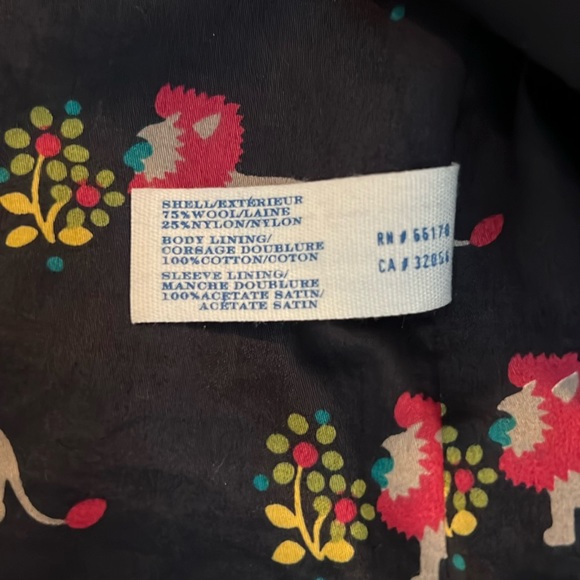 SHELL/EXTÉRIEUR
75%WOOL/LAINE
25%NYLON/NYLON
BODY LINING/
CORSAGE DOUBLURE
100%COTTON/COTON
SLEEVE LINING/
MANCHE DOUBLURE
100%ACETATE SATIN/
ACÉTATE SATIN
RN # 66170
CA # 32056